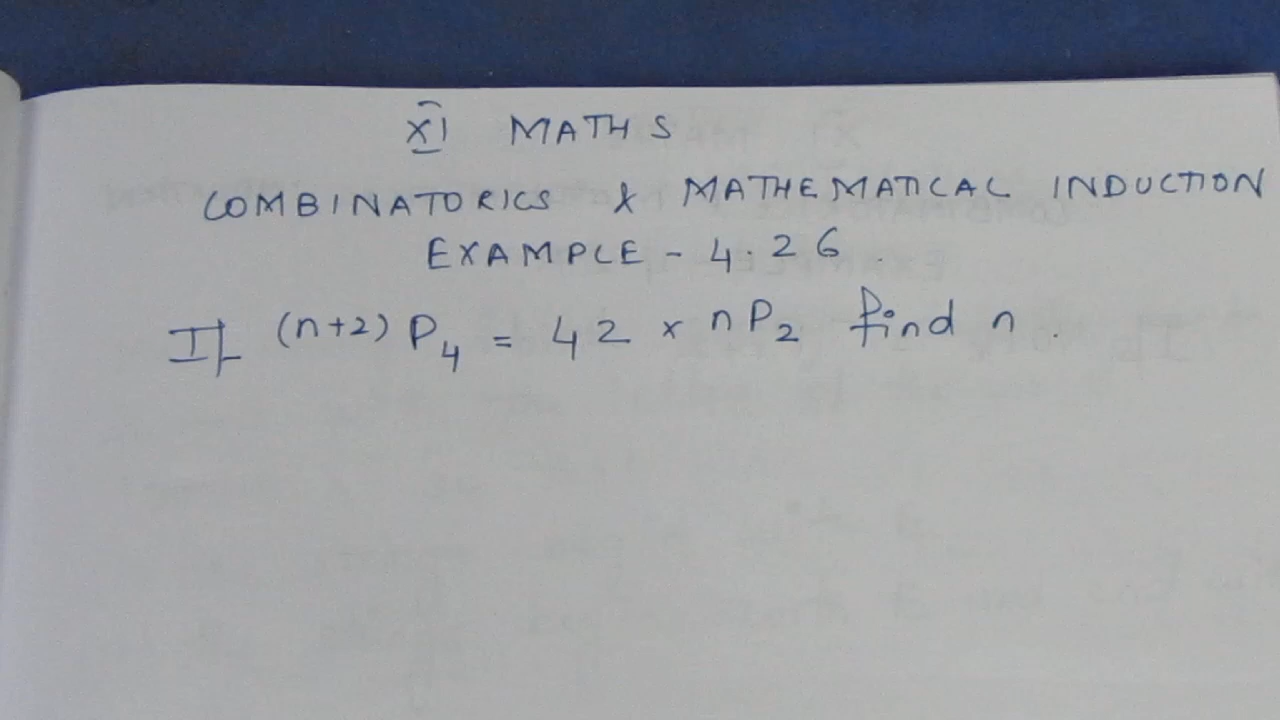 XI MATHS
COMBINATORICS & MATHEMATICAL INDUCTION
EXAMPLE - 4.26.
If (n+2) P₄ = 42 × nP₂ find n.